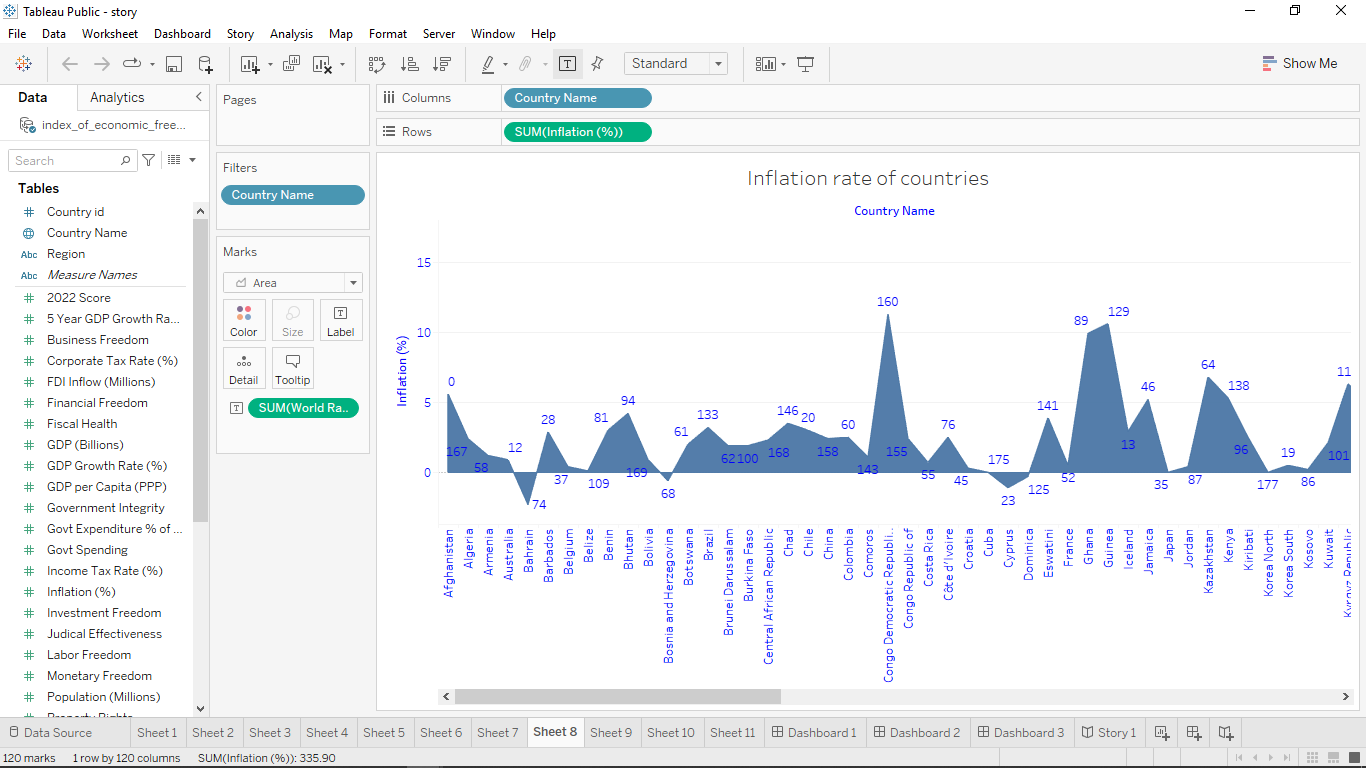 Tableau Public - story
File Data Worksheet Dashboard Story Analysis Map Format Server Window Help
Standard
Show Me
Data Analytics
index_of_economic_free...
Search
Tables
Country id
Country Name
Abc Region
Abc Measure Names
2022 Score
5 Year GDP Growth Ra...
Business Freedom
Corporate Tax Rate (%)
FDI Inflow (Millions)
Financial Freedom
Fiscal Health
GDP (Billions)
GDP Growth Rate (%)
GDP per Capita (PPP)
Government Integrity
Govt Expenditure % of ...
Govt Spending
Income Tax Rate (%)
Inflation (%)
Investment Freedom
Judical Effectiveness
Labor Freedom
Monetary Freedom
Population (Millions)
Property Rights
Pages
Filters
Country Name
Marks
Area
Color Size Label
Detail Tooltip
SUM(World Ra..
Columns Country Name
Rows SUM(Inflation (%))
Inflation rate of countries
Country Name
Inflation (%)
15
10
5
0
0
167
58
12
74
28
37
109
81
94
169
68
61
133
62
100
168
146
20
158
60
143
160
155
55
76
45
175
23
125
141
52
89
129
13
46
35
87
64
138
96
177
19
86
101
11
Afghanistan
Algeria
Armenia
Australia
Bahrain
Barbados
Belgium
Belize
Benin
Bhutan
Bolivia
Bosnia and Herzegovina
Botswana
Brazil
Brunei Darussalam
Burkina Faso
Central African Republic
Chad
Chile
China
Colombia
Comoros
Congo Democratic Republi..
Congo Republic of
Costa Rica
Côte d'Ivoire
Croatia
Cuba
Cyprus
Dominica
Eswatini
France
Ghana
Guinea
Iceland
Jamaica
Japan
Jordan
Kazakhstan
Kenya
Kiribati
Korea North
Korea South
Kosovo
Kuwait
Kyrgyz Republic
Data Source Sheet 1 Sheet 2 Sheet 3 Sheet 4 Sheet 5 Sheet 6 Sheet 7 Sheet 8 Sheet 9 Sheet 10 Sheet 11 Dashboard 1 Dashboard 2 Dashboard 3 Story 1
120 marks 1 row by 120 columns SUM(Inflation (%)): 335.90